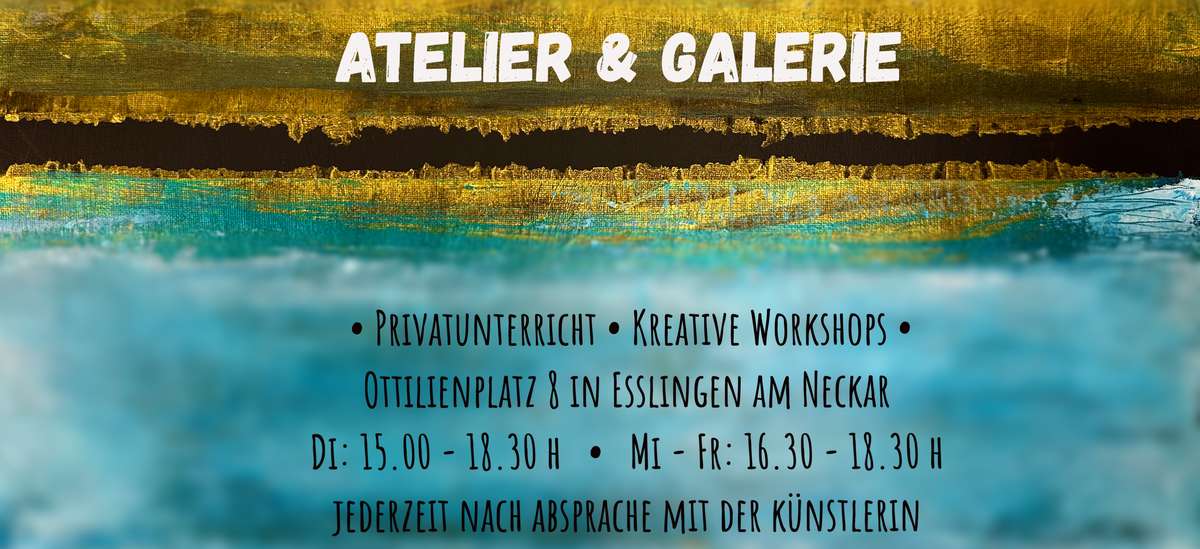 ATELIER & GALERIE
• PRIVATUNTERRICHT • KREATIVE WORKSHOPS •
OTTILIENPLATZ 8 IN ESSLINGEN AM NECKAR
DI: 15.00 - 18.30 H • MI - FR: 16.30 - 18.30 H
JEDERZEIT NACH ABSPRACHE MIT DER KÜNSTLERIN